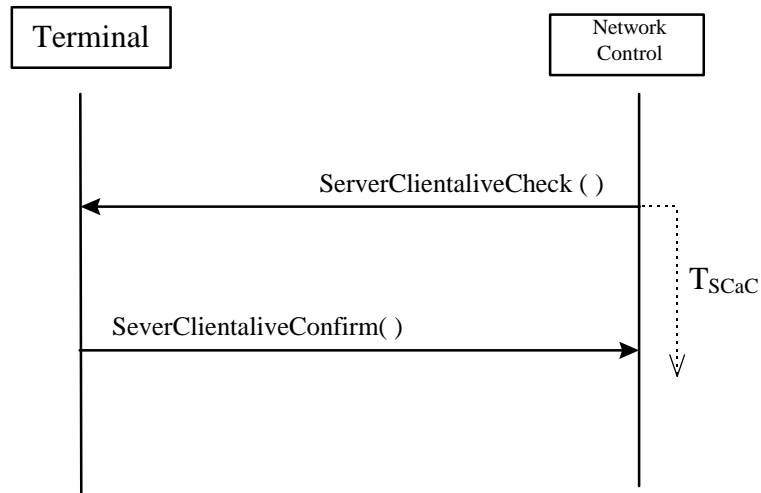 Terminal
Network
Control
ServerClientaliveCheck ( )
TSCaC
SeverClientaliveConfirm( )